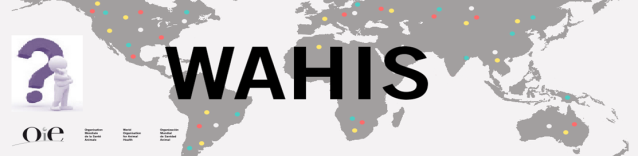 WAHIS
oie
Organisation
Mondiale
de la Santé
Animale
World
Organisation
for Animal
Health
Organización
Mundial
de Sanidad
Animal